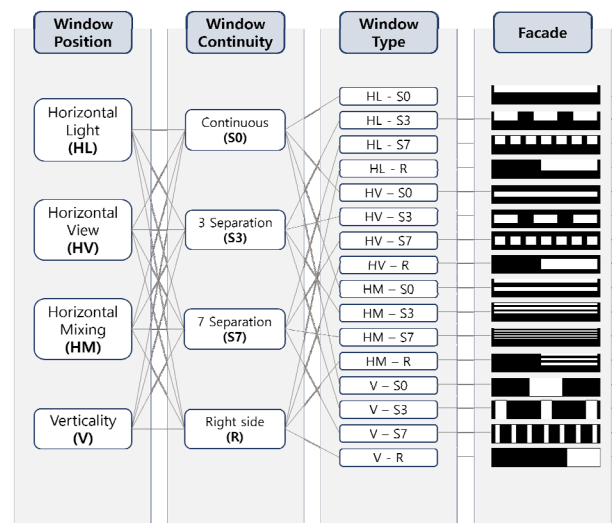 Window
Position
Window
Continuity
Window
Type
Facade
Horizontal
Light
(HL)
Horizontal
View
(HV)
Horizontal
Mixing
(HM)
Verticality
(V)
Continuous
(S0)
3 Separation
(S3)
7 Separation
(S7)
Right side
(R)
HL - S0
HL - S3
HL - S7
HL - R
HV – S0
HV – S3
HV – S7
HV – R
HM – S0
HM – S3
HM – S7
HM – R
V – S0
V – S3
V – S7
V - R